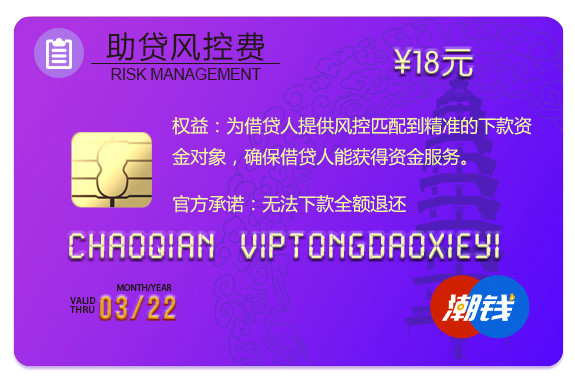 助贷风控费
RISK MANAGEMENT
¥18元
权益：为借贷人提供风控匹配到精准的下款资
金对象，确保借贷人能获得资金服务。
官方承诺：无法下款全额退还
CHAOQIAN VIPTONGDAOXIEYI
MONTH/YEAR
VALID
THRU 03/22
潮钱